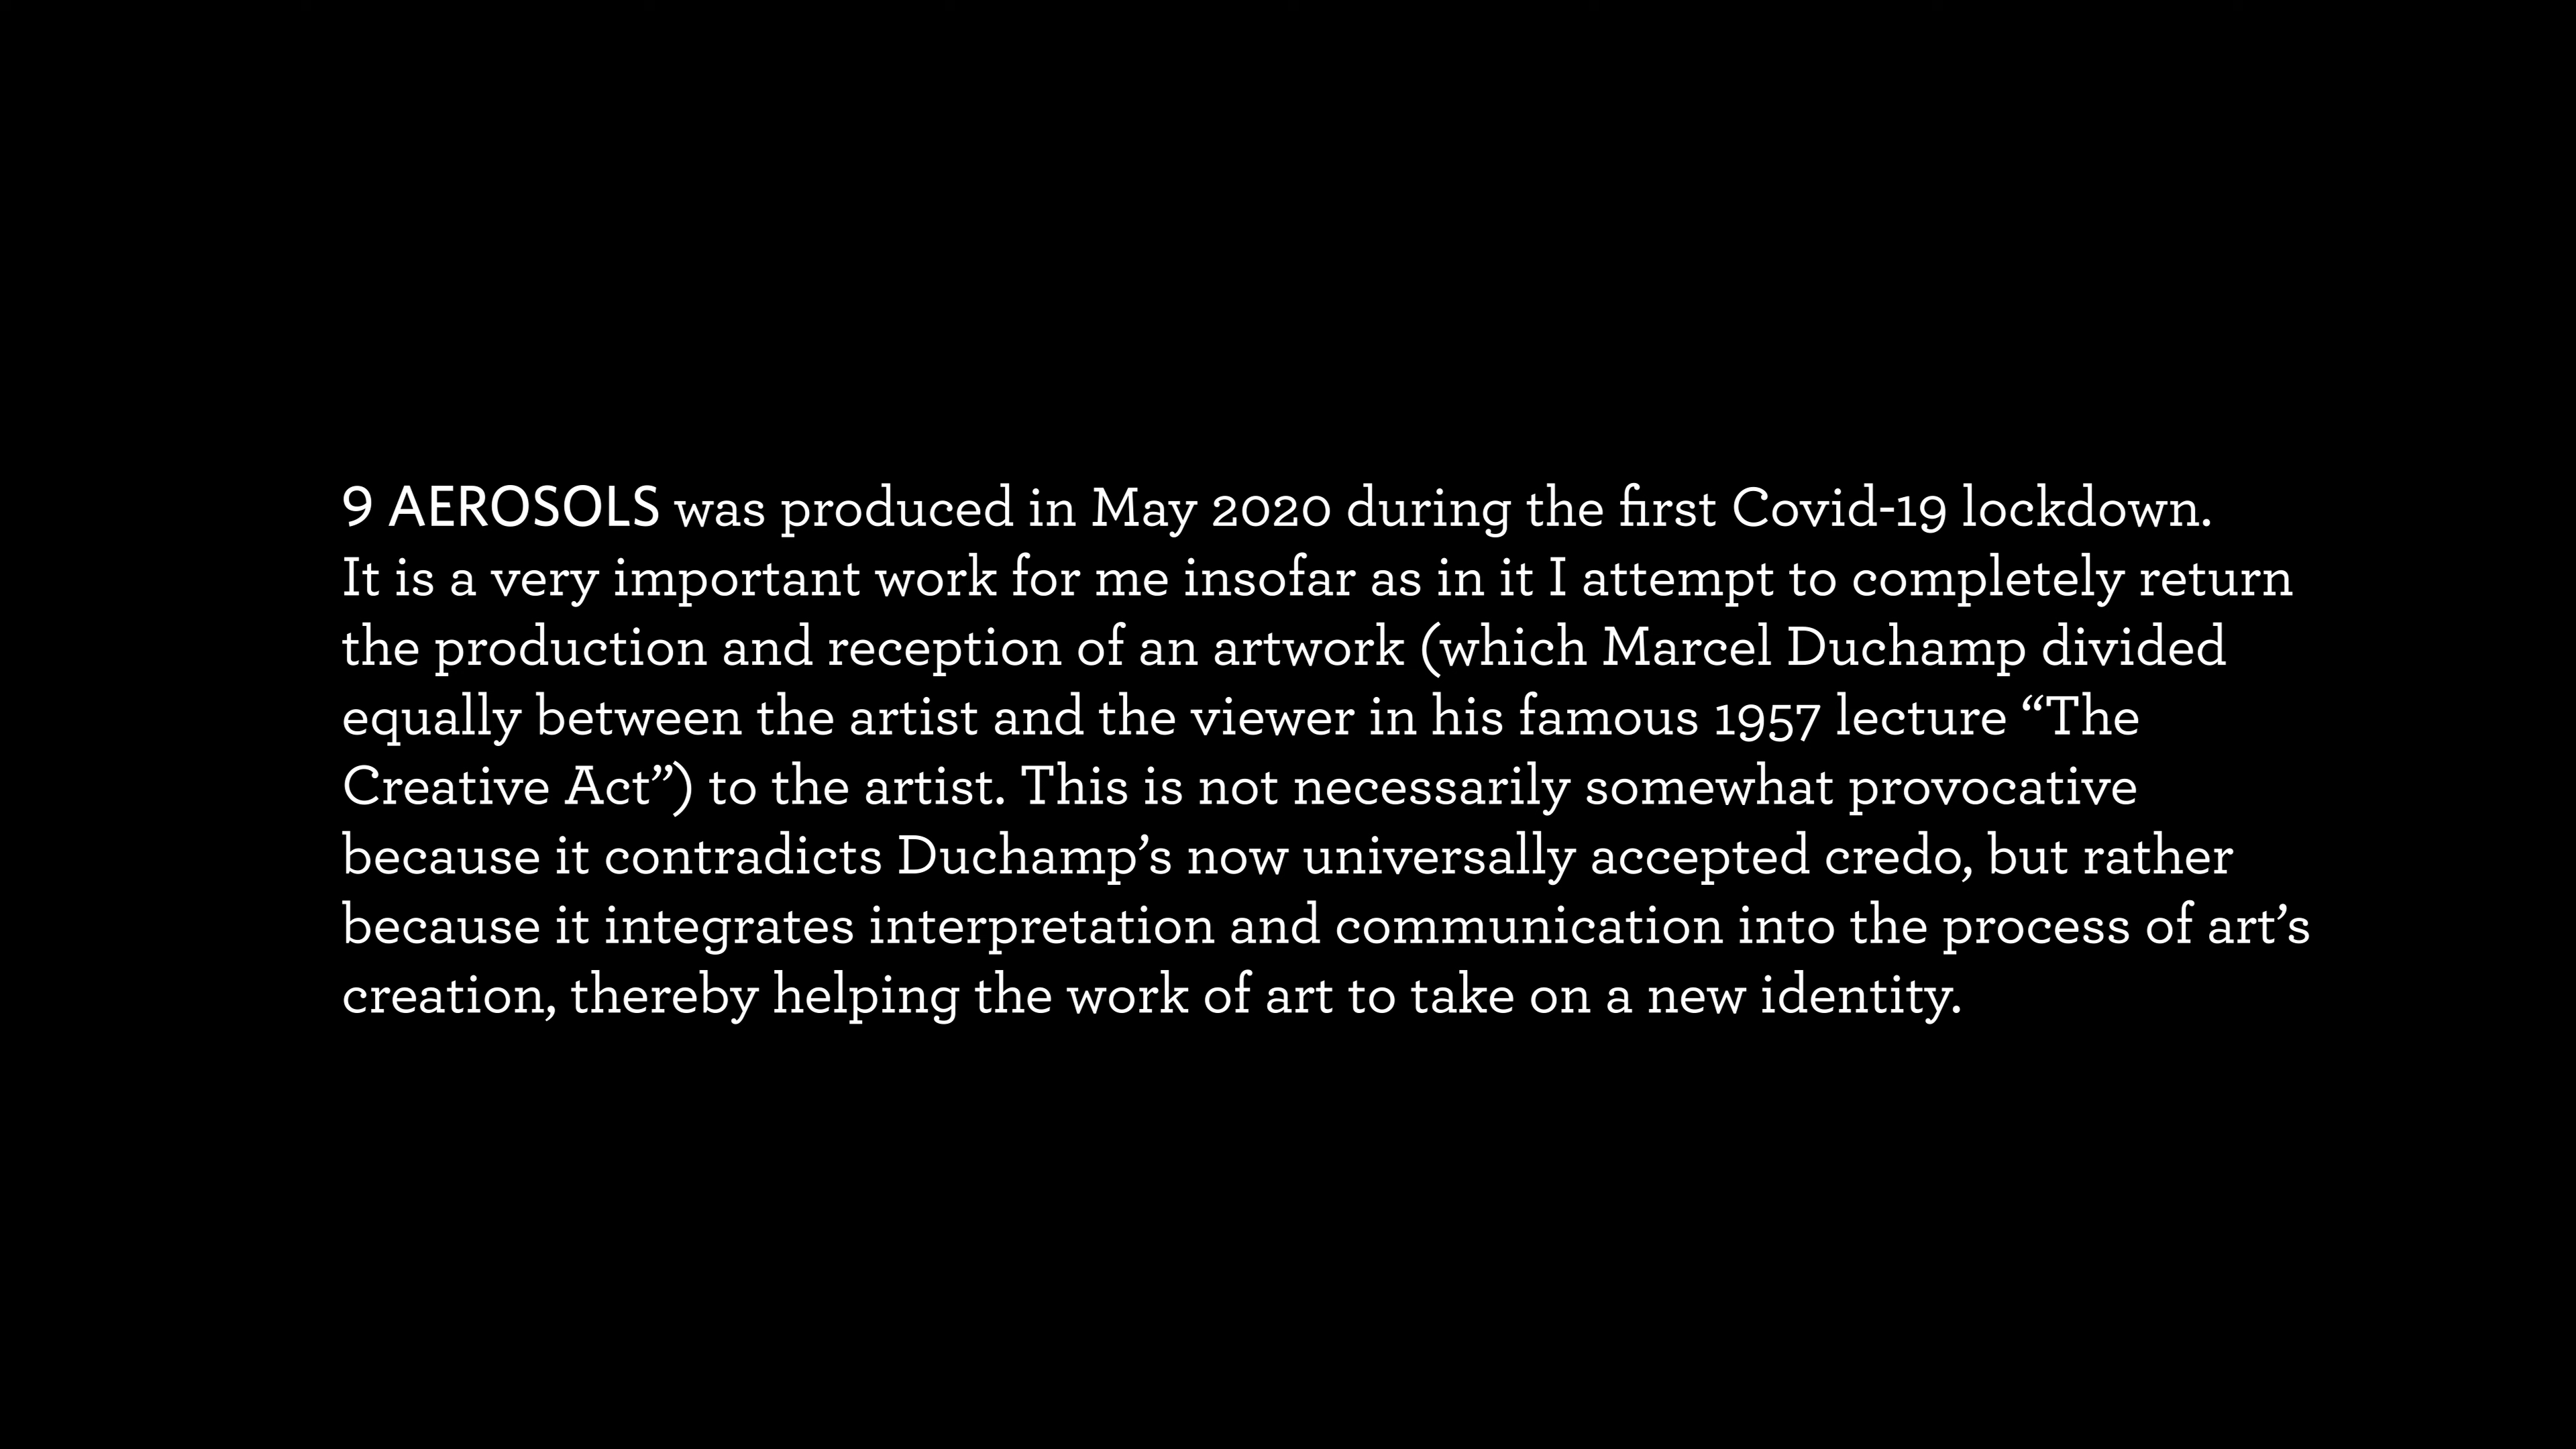 9 AEROSOLS was produced in May 2020 during the first Covid-19 lockdown.
It is a very important work for me insofar as in it I attempt to completely return
the production and reception of an artwork (which Marcel Duchamp divided
equally between the artist and the viewer in his famous 1957 lecture “The
Creative Act”) to the artist. This is not necessarily somewhat provocative
because it contradicts Duchamp’s now universally accepted credo, but rather
because it integrates interpretation and communication into the process of art’s
creation, thereby helping the work of art to take on a new identity.